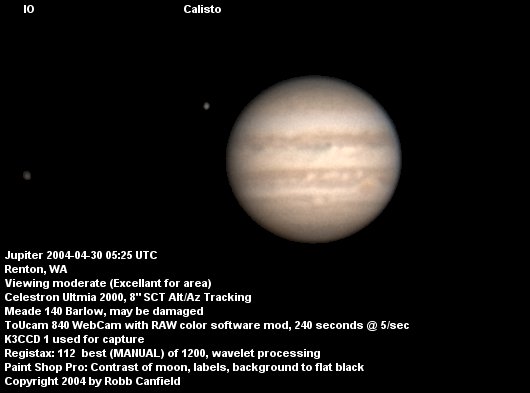 IO Calisto
Jupiter 2004-04-30 05:25 UTC
Renton, WA
Viewing moderate (Excellant for area)
Celestron Ultmia 2000, 8" SCT Alt/Az Tracking
Meade 140 Barlow, may be damaged
ToUcam 840 WebCam with RAW color software mod, 240 seconds @ 5/sec
K3CCD 1 used for capture
Registax: 112 best (MANUAL) of 1200, wavelet processing
Paint Shop Pro: Contrast of moon, labels, background to flat black
Copyright 2004 by Robb Canfield